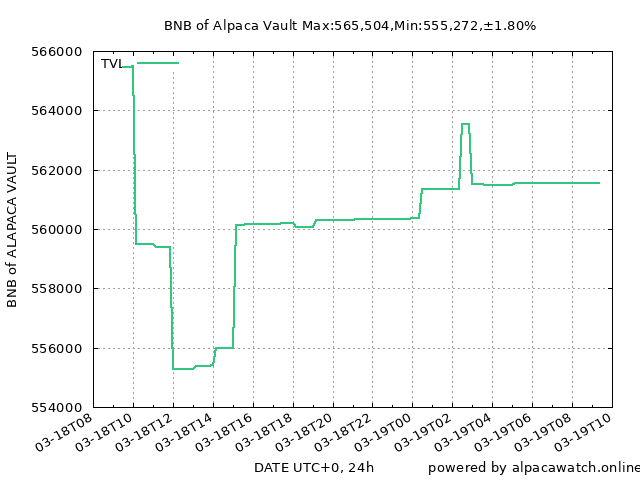 BNB of Alpaca Vault Max:565,504,Min:555,272,±1.80%
566000
TVL
564000
562000
560000
558000
556000
554000
BNB of ALAPACA VAULT
03-18T08
03-18T10
03-18T12
03-18T14
03-18T16
03-18T18
03-18T20
03-18T22
03-19T00
03-19T02
03-19T04
03-19T06
03-19T08
03-19T10
DATE UTC+0, 24h
powered by alpacawatch.online